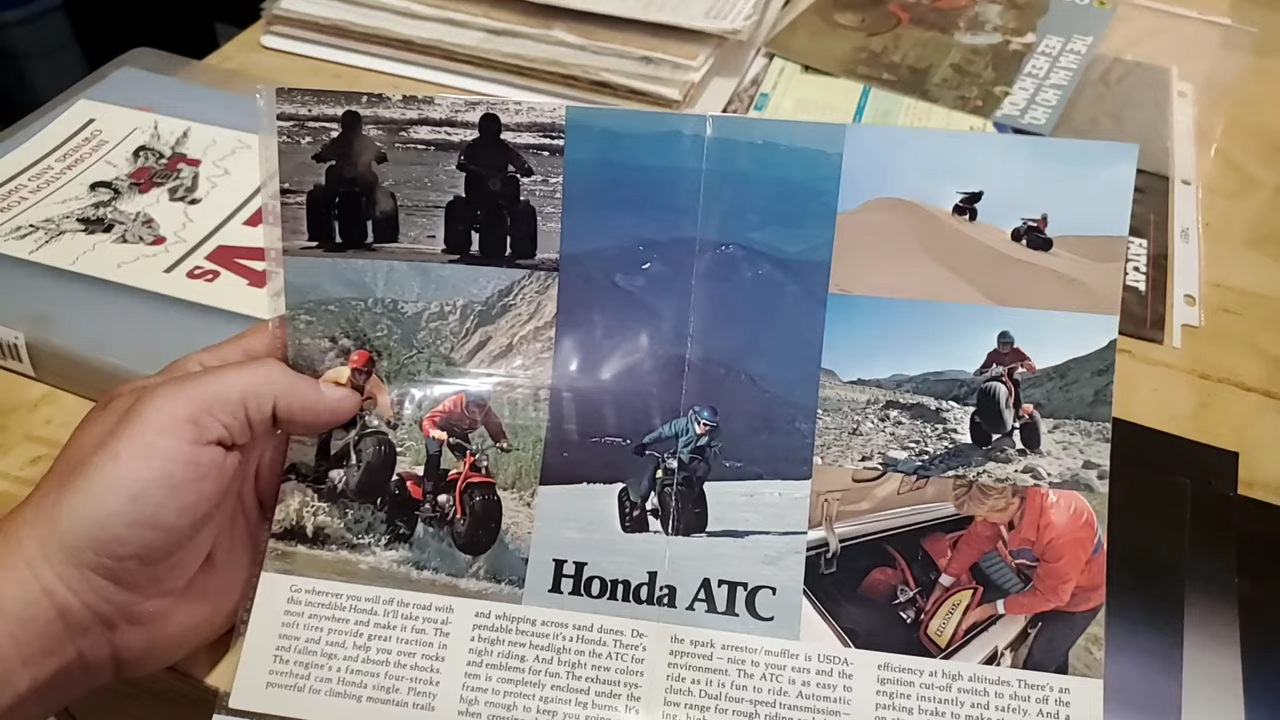 THE HA HA HO HO,
HEE HEE HONDA.
INFORMATION FOR
OWNERS AND
FATCAT
HONDA
Honda ATC
Go wherever you will off the road with
this incredible Honda. It'll take you al-
most anywhere and make it fun. The
soft tires provide great traction in
snow and sand, help you over rocks
and fallen logs, and absorb the shocks.
The engine's a famous four-stroke
overhead cam Honda single. Plenty
powerful for climbing mountain trails
and whipping across sand dunes. De-
pendable because it's a Honda. There's
a bright new headlight on the ATC for
night riding. And bright new colors
and emblems for fun. The exhaust sys-
tem is completely enclosed under the
frame to protect against leg burns. It's
high enough to keep you going
when crossing
the spark arrestor/muffler is USDA-
approved — nice to your ears and the
environment. The ATC is as easy to
ride as it is fun to ride. Automatic
clutch. Dual four-speed transmission—
low range for rough riding and
efficiency at high altitudes. There's an
ignition cut-off switch to shut off the
engine instantly and safely. And a
parking brake to make